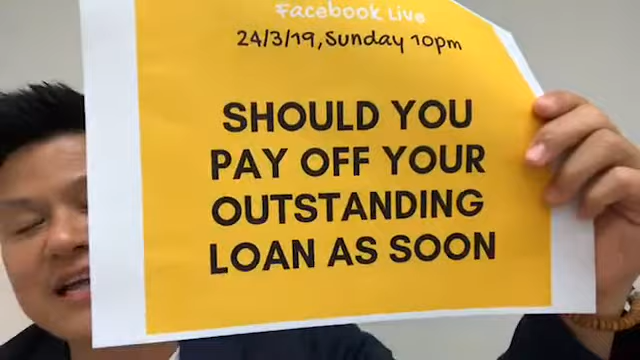 Facebook Live
24/3/19, Sunday 10pm
SHOULD YOU
PAY OFF YOUR
OUTSTANDING
LOAN AS SOON